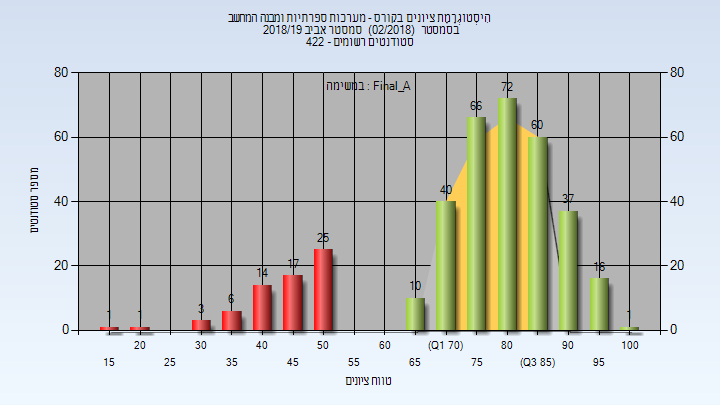 היסטוגרמת ציונים בקורס - מערכות ספרתיות ומבנה המחשב
בסמסטר (02/2018) סמסטר אביב 2018/19
סטודנטים רשומים - 422
במשימה : Final_A
80 80
60 60
40 40
20 20
0 0
מספר סטודנטים
1 1 3 6 14 17 25 10 40 66 72 60 37 16 1
20 30 40 50 60 (Q1 70) 80 90 100
15 25 35 45 55 65 75 (Q3 85) 95
טווח ציונים